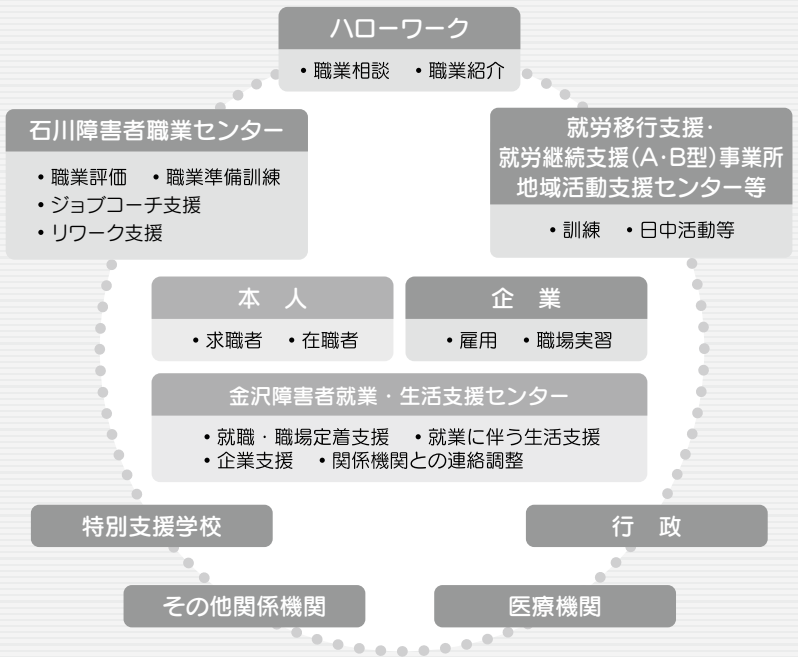 ハローワーク
・職業相談　・職業紹介
石川障害者職業センター
・職業評価　・職業準備訓練
・ジョブコーチ支援
・リワーク支援
就労移行支援・
就労継続支援(A・B型)事業所
地域活動支援センター等
・訓練　・日中活動等
本　人
・求職者　・在職者
企　業
・雇用　・職場実習
金沢障害者就業・生活支援センター
・就職・職場定着支援　・就業に伴う生活支援
・企業支援　・関係機関との連絡調整
特別支援学校
行　政
その他関係機関
医療機関